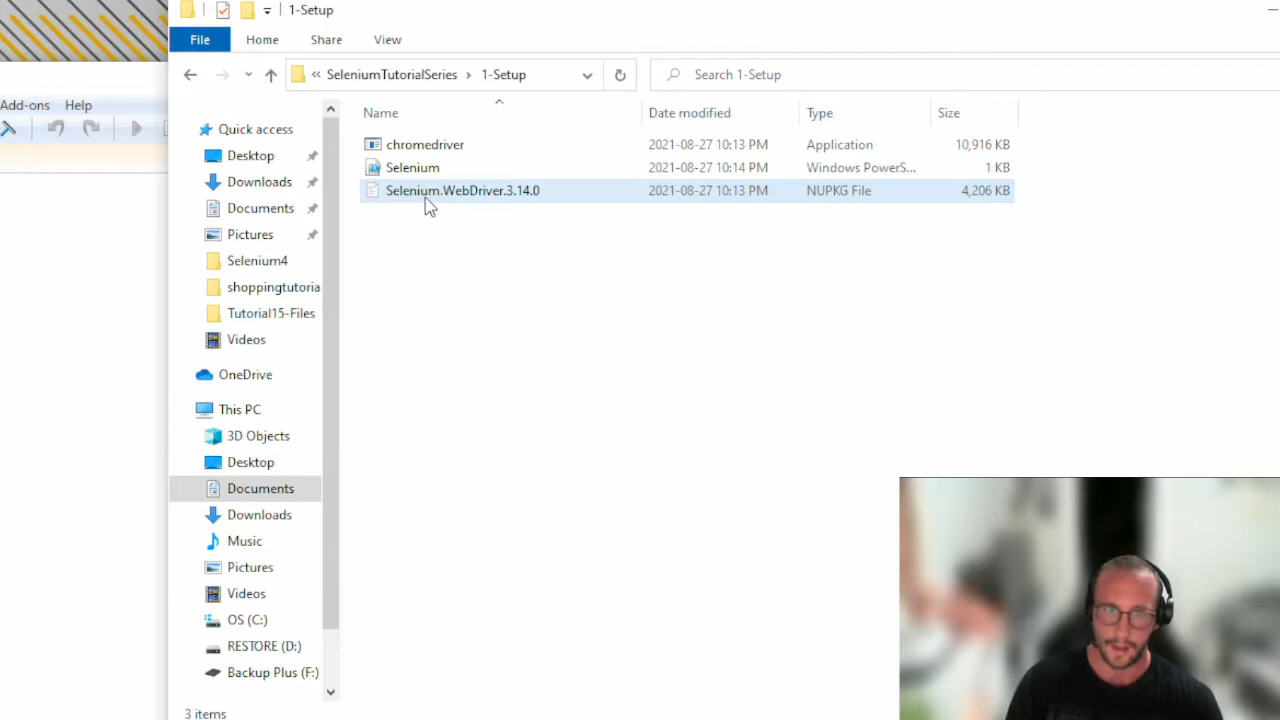 1-Setup
File Home Share View
Add-ons Help
SeleniumTutorialSeries 1-Setup Search 1-Setup
Name Date modified Type Size
chromedriver 2021-08-27 10:13 PM Application 10,916 KB
Selenium 2021-08-27 10:14 PM Windows PowerS... 1 KB
Selenium.WebDriver.3.14.0 2021-08-27 10:13 PM NUPKG File 4,206 KB
Quick access
Desktop
Downloads
Documents
Pictures
Selenium4
shoppingtutoria
Tutorial15-Files
Videos
OneDrive
This PC
3D Objects
Desktop
Documents
Downloads
Music
Pictures
Videos
OS (C:)
RESTORE (D:)
Backup Plus (F:)
3 items